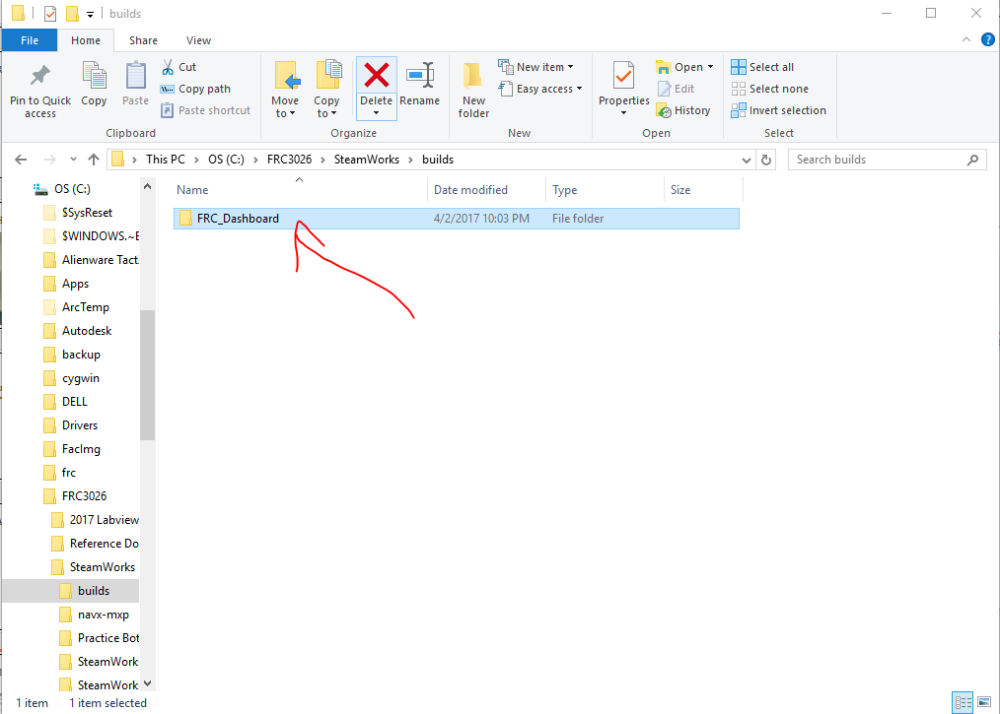 builds
File Home Share View
Pin to Quick access
Copy
Paste
Cut
Copy path
Paste shortcut
Clipboard
Move to
Copy to
Delete
Rename
Organize
New folder
New item
Easy access
New
Properties
Open
Edit
History
Open
Select all
Select none
Invert selection
Select
This PC > OS (C:) > FRC3026 > SteamWorks > builds
Search builds
Name Date modified Type Size
FRC_Dashboard 4/2/2017 10:03 PM File folder
OS (C:)
$SysReset
$WINDOWS.~B
Alienware Tact
Apps
ArcTemp
Autodesk
backup
cygwin
DELL
Drivers
FacImg
frc
FRC3026
2017 Labview
Reference Do
SteamWorks
builds
navx-mxp
Practice Bot
SteamWork
SteamWork
1 item 1 item selected